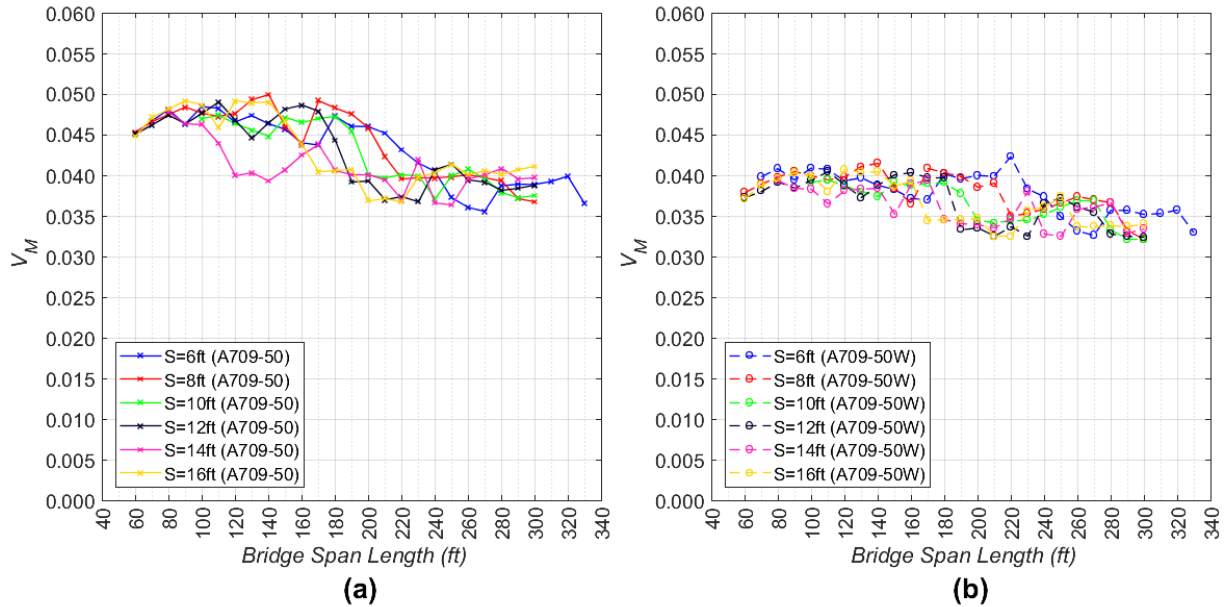 0.060
0.055
0.050
0.045
0.040
0.035
0.030
0.025
0.020
0.015
0.010
0.005
0.000
V_M
S=6ft (A709-50)
S=8ft (A709-50)
S=10ft (A709-50)
S=12ft (A709-50)
S=14ft (A709-50)
S=16ft (A709-50)
40 60 80 100 120 140 160 180 200 220 240 260 280 300 320 340
Bridge Span Length (ft)
(a)
0.060
0.055
0.050
0.045
0.040
0.035
0.030
0.025
0.020
0.015
0.010
0.005
0.000
V_M
S=6ft (A709-50W)
S=8ft (A709-50W)
S=10ft (A709-50W)
S=12ft (A709-50W)
S=14ft (A709-50W)
S=16ft (A709-50W)
40 60 80 100 120 140 160 180 200 220 240 260 280 300 320 340
Bridge Span Length (ft)
(b)